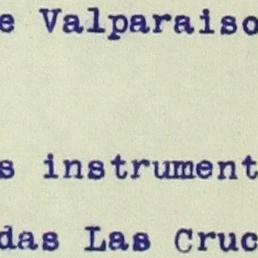 e Valparaiso
s instrument
das Las Cruc